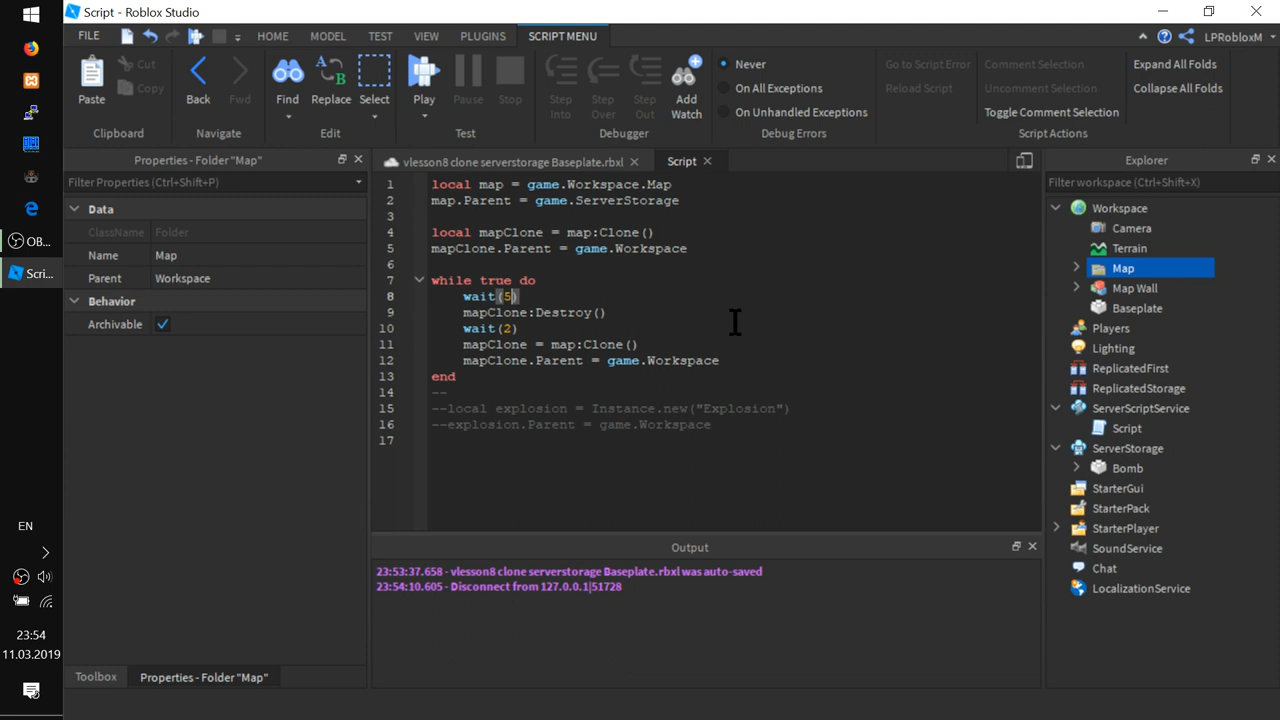 Script - Roblox Studio
FILE HOME MODEL TEST VIEW PLUGINS SCRIPT MENU LPRobloxM
Paste Cut Copy
Back Fwd
Find Replace Select
Play Pause Stop
Step Into Step Over Step Out Add Watch
Never
On All Exceptions
On Unhandled Exceptions
Go to Script Error
Reload Script
Comment Selection
Uncomment Selection
Toggle Comment Selection
Expand All Folds
Collapse All Folds
Clipboard Navigate Edit Test Debugger Debug Errors Script Actions
OB...
Scri...
EN
23:54
11.03.2019
Properties - Folder "Map"
Filter Properties (Ctrl+Shift+P)
Data
ClassName Folder
Name Map
Parent Workspace
Behavior
Archivable
Toolbox Properties - Folder "Map"
vlesson8 clone serverstorage Baseplate.rbxl Script
1 local map = game.Workspace.Map
2 map.Parent = game.ServerStorage
3
4 local mapClone = map:Clone()
5 mapClone.Parent = game.Workspace
6
7 while true do
8 wait(5)
9 mapClone:Destroy()
10 wait(2)
11 mapClone = map:Clone()
12 mapClone.Parent = game.Workspace
13 end
14 --
15 --local explosion = Instance.new("Explosion")
16 --explosion.Parent = game.Workspace
17
Output
23:53:37.658 - vlesson8 clone serverstorage Baseplate.rbxl was auto-saved
23:54:10.605 - Disconnect from 127.0.0.1|51728
Explorer
Filter workspace (Ctrl+Shift+X)
Workspace
Camera
Terrain
Map
Map Wall
Baseplate
Players
Lighting
ReplicatedFirst
ReplicatedStorage
ServerScriptService
Script
ServerStorage
Bomb
StarterGui
StarterPack
StarterPlayer
SoundService
Chat
LocalizationService